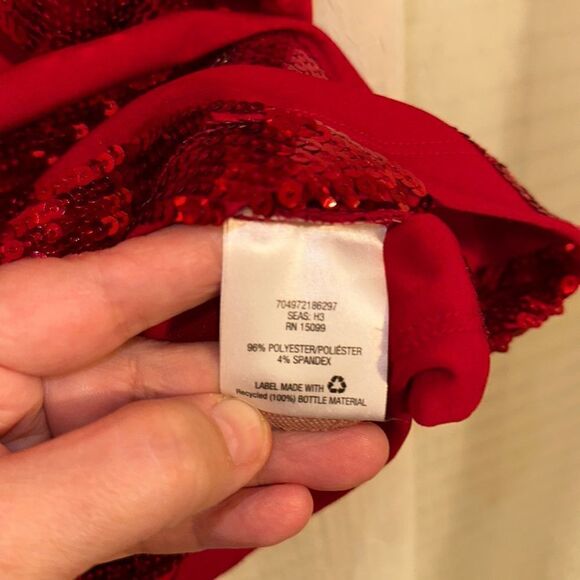 704972186297
SEAS: H3
RN 15099
96% POLYESTER/POLIÉSTER
4% SPANDEX
LABEL MADE WITH
Recycled (100%) BOTTLE MATERIAL